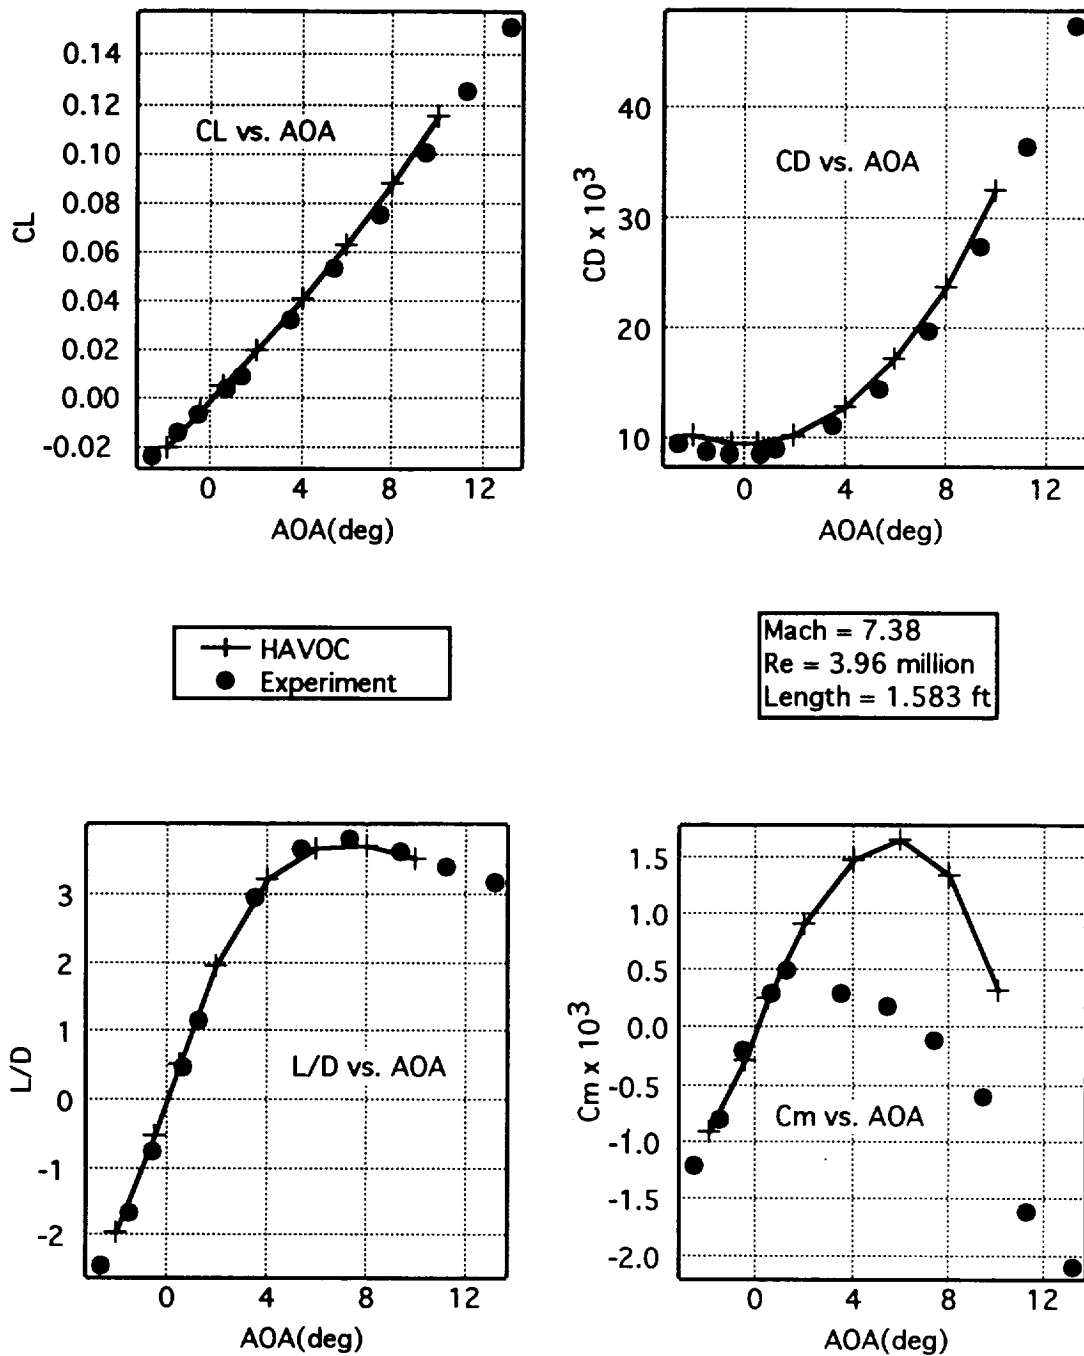 0.14
0.12
0.10
0.08
0.06
0.04
0.02
0.00
-0.02
CL
CL vs. AOA
0 4 8 12
AOA(deg)
40
30
20
10
CD x 10³
CD vs. AOA
0 4 8 12
AOA(deg)
HAVOC
Experiment
Mach = 7.38
Re = 3.96 million
Length = 1.583 ft
3
2
1
0
-1
-2
L/D
L/D vs. AOA
0 4 8 12
AOA(deg)
1.5
1.0
0.5
0.0
-0.5
-1.0
-1.5
-2.0
Cm x 10³
Cm vs. AOA
0 4 8 12
AOA(deg)